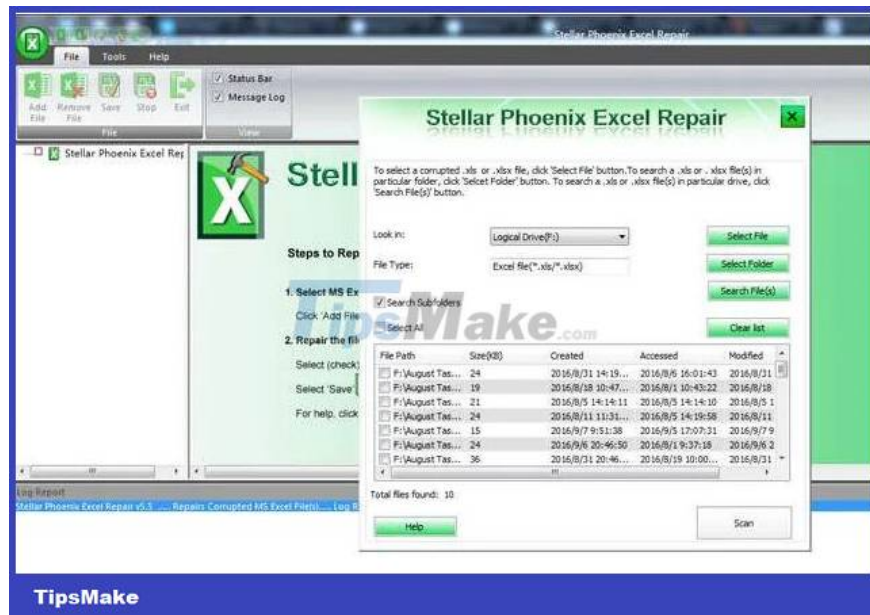 Stellar Phoenix Excel Repair
File Tools Help
Add File
Remove File
Save
Stop
Exit
File
Status Bar
Message Log
View
Stellar Phoenix Excel Rep
Stell
Steps to Rep
1. Select MS Ex
Click 'Add File
2. Repair the file
Select (check)
Select 'Save'
For help, click
Stellar Phoenix Excel Repair
To select a corrupted .xls or .xlsx file, click 'Select File' button.To search a .xls or . xlsx file(s) in
particular folder, click 'Selcet Folder' button. To search a .xls or .xlsx file(s) in particular drive, click
'Search File(s)' button.
Look in: Logical Drive(F:) Select File
File Type: Excel file(*.xls/*.xlsx) Select Folder
Search File(s)
Search Subfolders
Select All Clear list
TipsMake.com
File Path Size(KB) Created Accessed Modified
F:\August Tas... 24 2016/8/31 14:19... 2016/8/6 16:01:43 2016/8/31
F:\August Tas... 19 2016/8/18 10:47... 2016/8/1 10:43:22 2016/8/18
F:\August Tas... 21 2016/8/5 14:14:11 2016/8/5 14:14:10 2016/8/5 1
F:\August Tas... 24 2016/8/11 11:31... 2016/8/5 14:19:58 2016/8/11
F:\August Tas... 15 2016/9/7 9:51:38 2016/9/5 17:07:31 2016/9/7 9
F:\August Tas... 24 2016/9/6 20:46:50 2016/8/1 9:37:18 2016/9/6 2
F:\August Tas... 36 2016/8/31 20:46... 2016/8/19 10:00... 2016/8/31
Total files found: 10
Help Scan
Log Report
Stellar Phoenix Excel Repair v5.5 ..... Repairs Corrupted MS Excel File(s)..... Log R
TipsMake